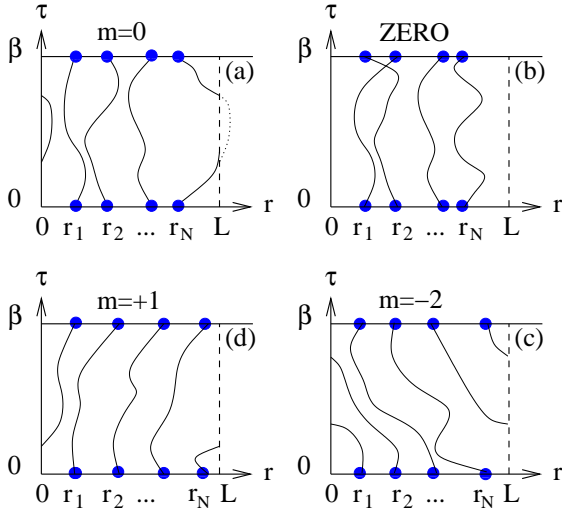 τ
β
m=0
(a)
0
0 r1 r2 ... rN L r
τ
β
ZERO
(b)
0
0 r1 r2 ... rN L r
τ
β
m=+1
(d)
0
0 r1 r2 ... rN L r
τ
β
m=−2
(c)
0
0 r1 r2 ... rN L r